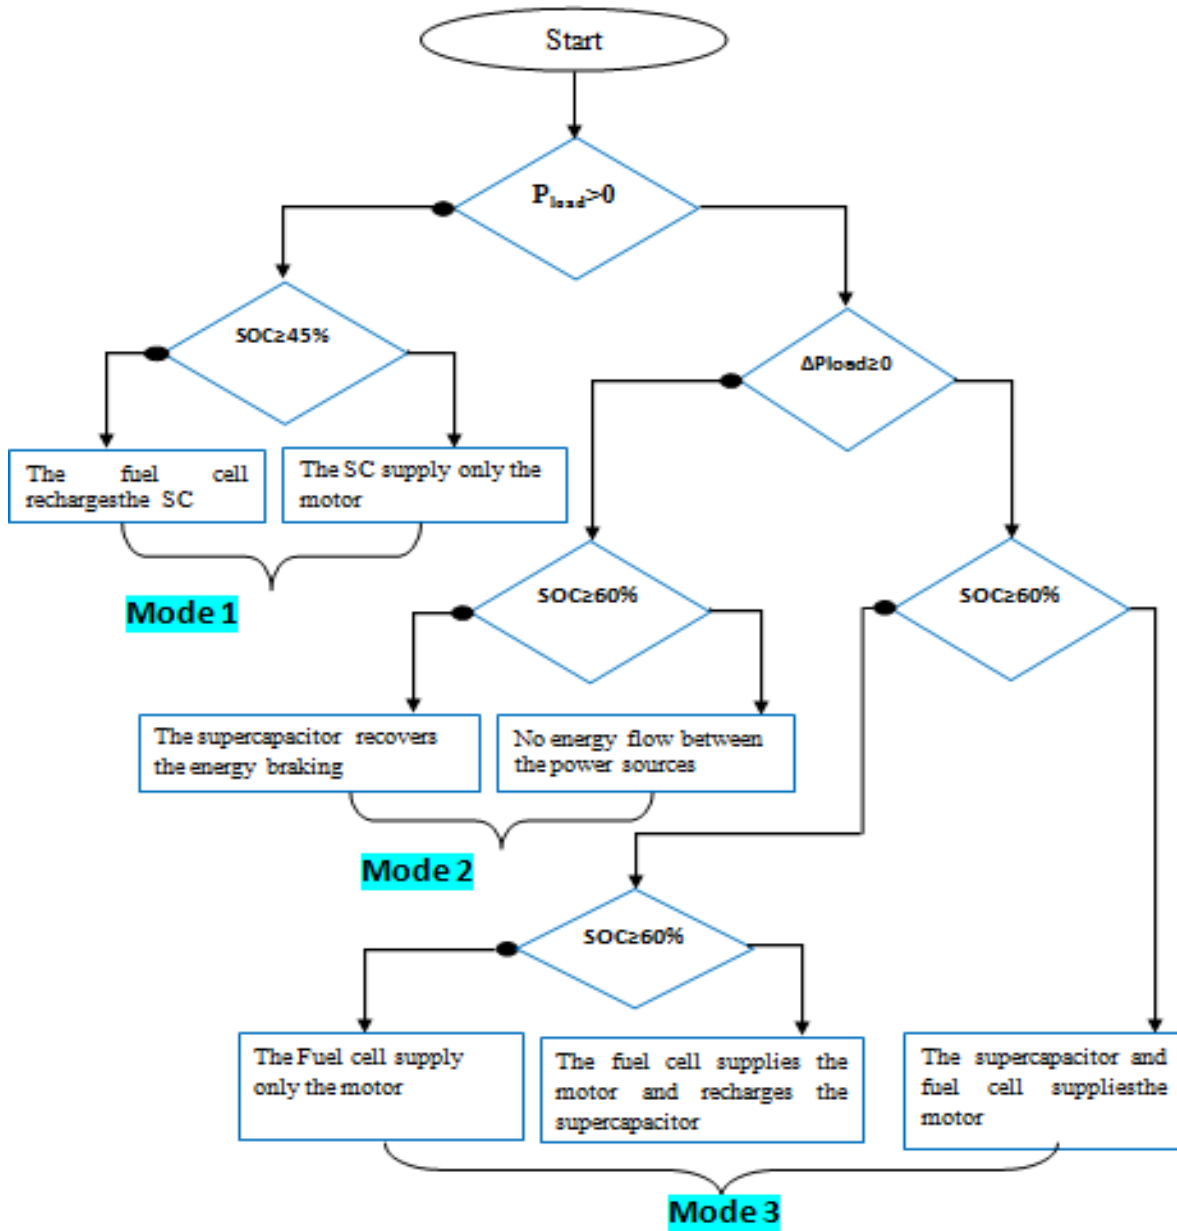 Start
Pload>0
SOC≥45%
ΔPload≥0
The fuel cell
rechargesthe SC
The SC supply only the
motor
Mode 1
SOC≥60%
SOC≥60%
The supercapacitor recovers
the energy braking
No energy flow between
the power sources
Mode 2
SOC≥60%
The Fuel cell supply
only the motor
The fuel cell supplies the
motor and recharges the
supercapacitor
The supercapacitor and
fuel cell suppliesthe
motor
Mode 3